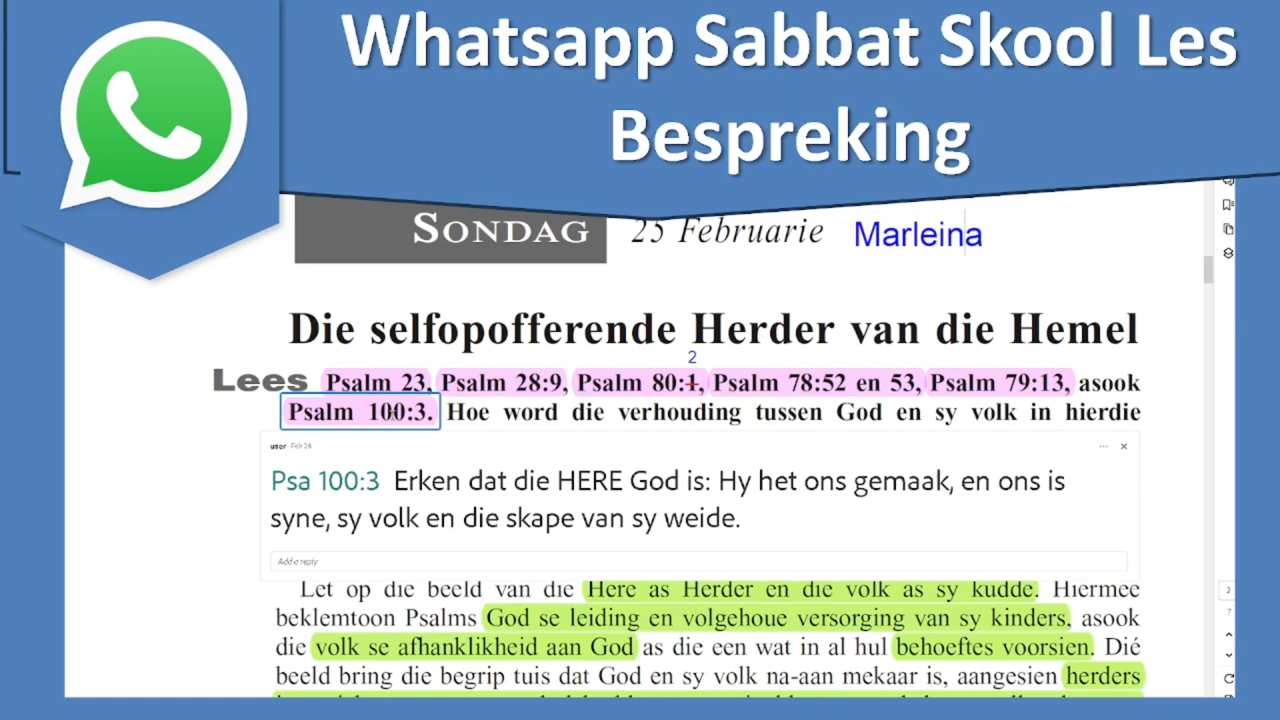 Whatsapp Sabbat Skool Les
Bespreking
SONDAG 25 Februarie Marleina
Die selfopofferende Herder van die Hemel
2
Lees Psalm 23, Psalm 28:9, Psalm 80:1, Psalm 78:52 en 53, Psalm 79:13, asook
Psalm 100:3. Hoe word die verhouding tussen God en sy volk in hierdie
user Feb 26
Psa 100:3 Erken dat die HERE God is: Hy het ons gemaak, en ons is
syne, sy volk en die skape van sy weide.
Add a reply
Let op die beeld van die Here as Herder en die volk as sy kudde. Hiermee
beklemtoon Psalms God se leiding en volgehoue versorging van sy kinders, asook
die volk se afhanklikheid aan God as die een wat in al hul behoeftes voorsien. Dié
beeld bring die begrip tuis dat God en sy volk na-aan mekaar is, aangesien herders
2
7